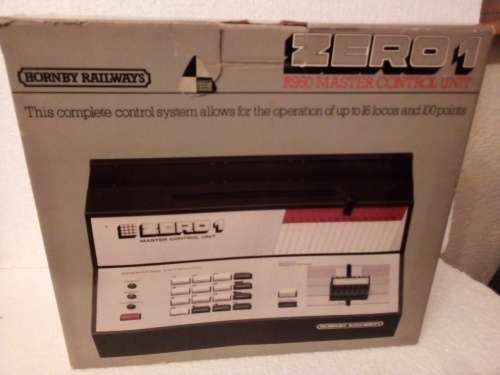 ZERO 1
R950 MASTER CONTROL UNIT
HORNBY RAILWAYS
This complete control system allows for the operation of up to 16 locos and 100 points
ZERO 1
MASTER CONTROL UNIT
HORNBY RAILWAYS